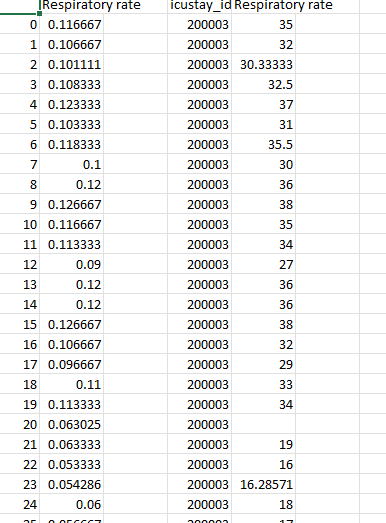 Respiratory rate icustay_id Respiratory rate
0 0.116667 200003 35
1 0.106667 200003 32
2 0.101111 200003 30.33333
3 0.108333 200003 32.5
4 0.123333 200003 37
5 0.103333 200003 31
6 0.118333 200003 35.5
7 0.1 200003 30
8 0.12 200003 36
9 0.126667 200003 38
10 0.116667 200003 35
11 0.113333 200003 34
12 0.09 200003 27
13 0.12 200003 36
14 0.12 200003 36
15 0.126667 200003 38
16 0.106667 200003 32
17 0.096667 200003 29
18 0.11 200003 33
19 0.113333 200003 34
20 0.063025 200003
21 0.063333 200003 19
22 0.053333 200003 16
23 0.054286 200003 16.28571
24 0.06 200003 18